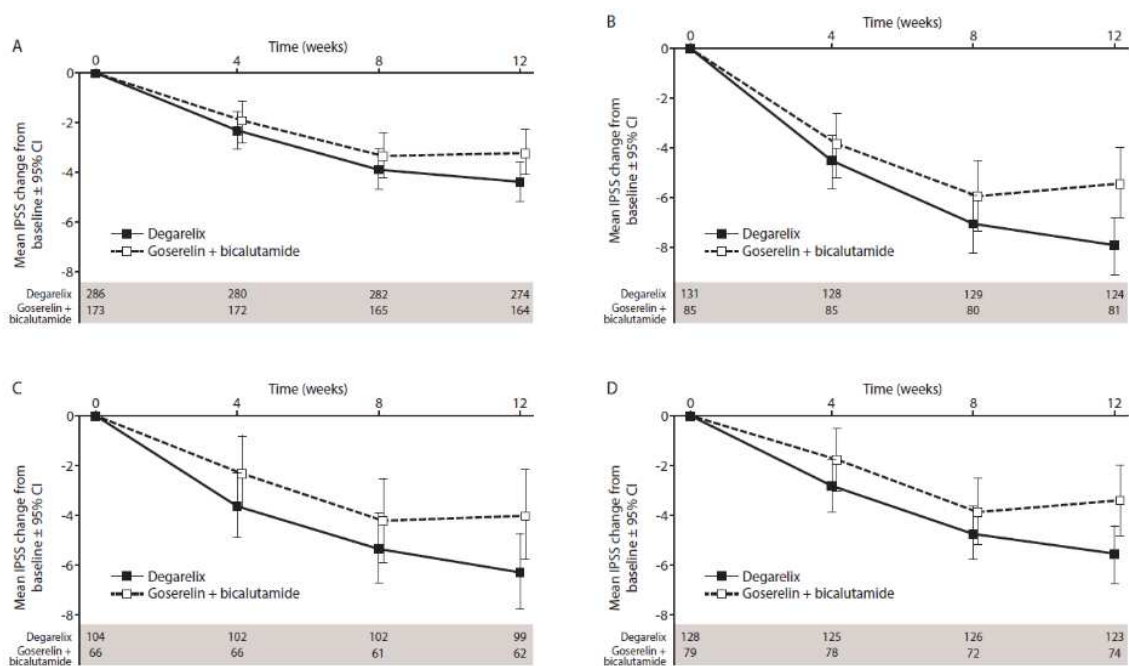 A
Time (weeks)
0 4 8 12
0
-2
-4
-6
-8
Mean IPSS change from
baseline ± 95% CI
Degarelix
Goserelin + bicalutamide
Degarelix 286 280 282 274
Goserelin + bicalutamide 173 172 165 164
B
Time (weeks)
0 4 8 12
0
-2
-4
-6
-8
Mean IPSS change from
baseline ± 95% CI
Degarelix
Goserelin + bicalutamide
Degarelix 131 128 129 124
Goserelin + bicalutamide 85 85 80 81
C
Time (weeks)
0 4 8 12
0
-2
-4
-6
-8
Mean IPSS change from
baseline ± 95% CI
Degarelix
Goserelin + bicalutamide
Degarelix 104 102 102 99
Goserelin + bicalutamide 66 66 61 62
D
Time (weeks)
0 4 8 12
0
-2
-4
-6
-8
Mean IPSS change from
baseline ± 95% CI
Degarelix
Goserelin + bicalutamide
Degarelix 128 125 126 123
Goserelin + bicalutamide 79 78 72 74